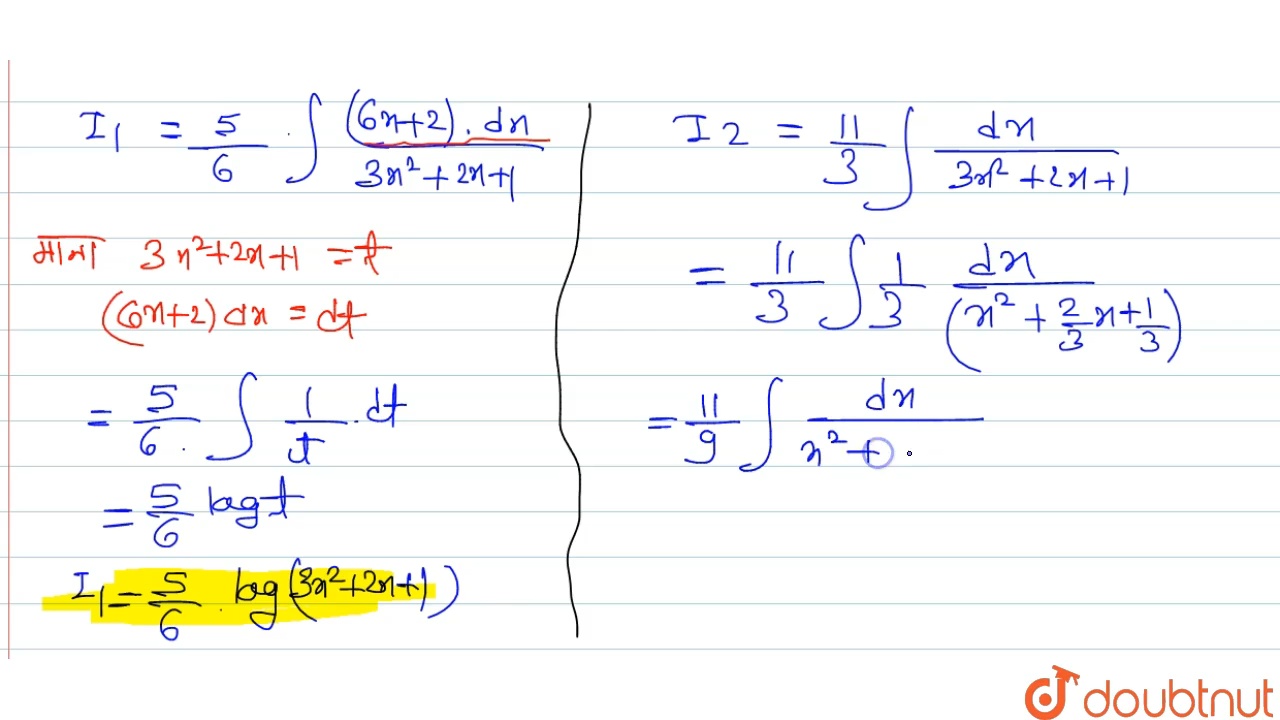 I1 = 5/6 . ∫ (6x+2) . dx / 3x²+2x+1
माना 3x²+2x+1 = t
(6x+2) dx = dt
= 5/6 . ∫ 1/t . dt
= 5/6 log t
I1 = 5/6 . log(3x²+2x+1)
I2 = 11/3 ∫ dx / 3x²+2x+1
= 11/3 ∫ 1/3 dx / (x² + 2/3 x + 1/3)
= 11/9 ∫ dx / x² +
doubtnut